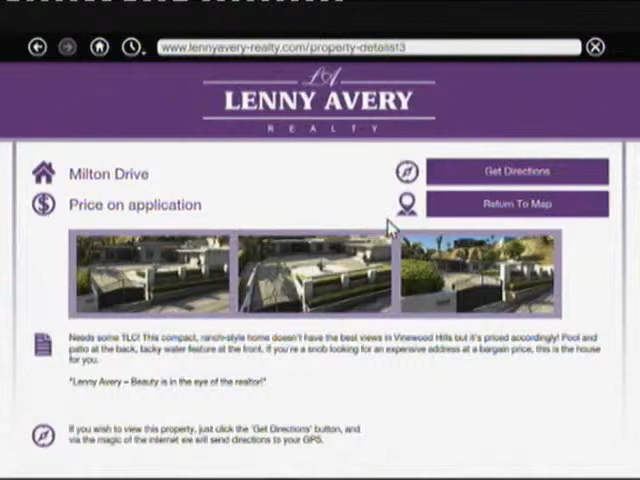 www.lennyavery-realty.com/property-details13
LA
LENNY AVERY
REALTY
Milton Drive
Get Directions
Price on application
Return To Map
Needs some TLC! This compact, ranch-style home doesn't have the best views in Vinewood Hills but it's priced accordingly! Pool and
patio at the back, tacky water feature at the front. If you're a snob looking for an expensive address at a bargain price, this is the house
for you.
"Lenny Avery – Beauty is in the eye of the realtor!"
If you wish to view this property, just click the 'Get Directions' button, and
via the magic of the internet we will send directions to your GPS.